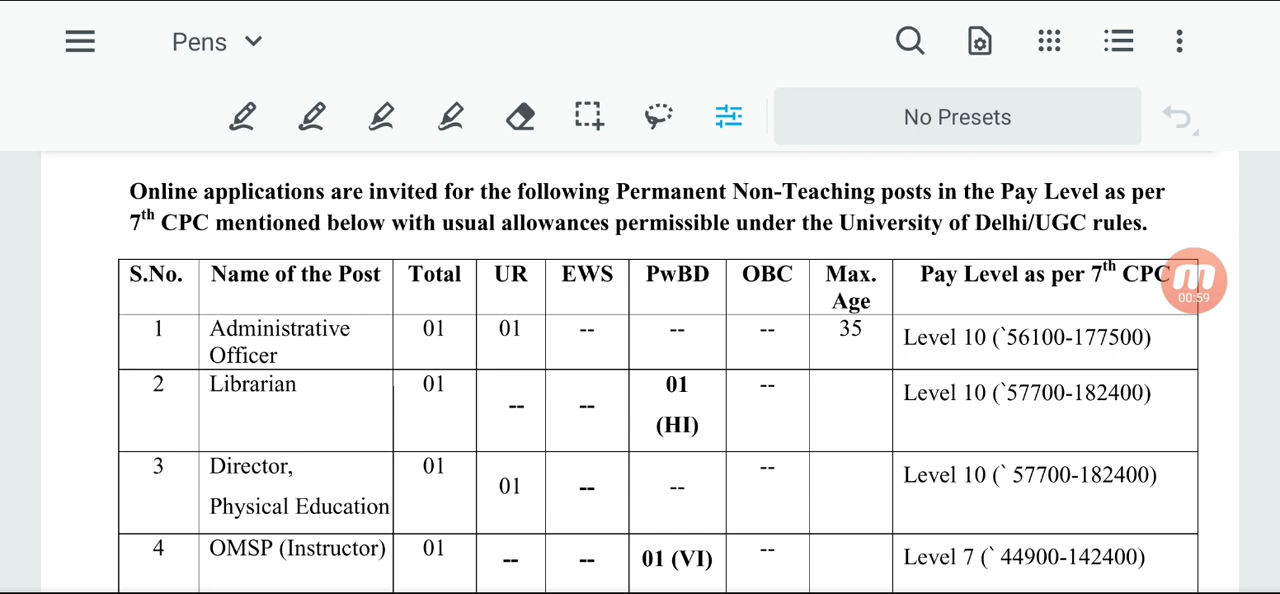 Pens
No Presets
Online applications are invited for the following Permanent Non-Teaching posts in the Pay Level as per
7th CPC mentioned below with usual allowances permissible under the University of Delhi/UGC rules.
S.No. Name of the Post Total UR EWS PwBD OBC Max. Age Pay Level as per 7th CPC
00:59
1 Administrative Officer 01 01 -- -- -- 35 Level 10 (`56100-177500)
2 Librarian 01 -- -- 01 (HI) -- Level 10 (`57700-182400)
3 Director, Physical Education 01 01 -- -- -- Level 10 (` 57700-182400)
4 OMSP (Instructor) 01 -- -- 01 (VI) -- Level 7 (` 44900-142400)